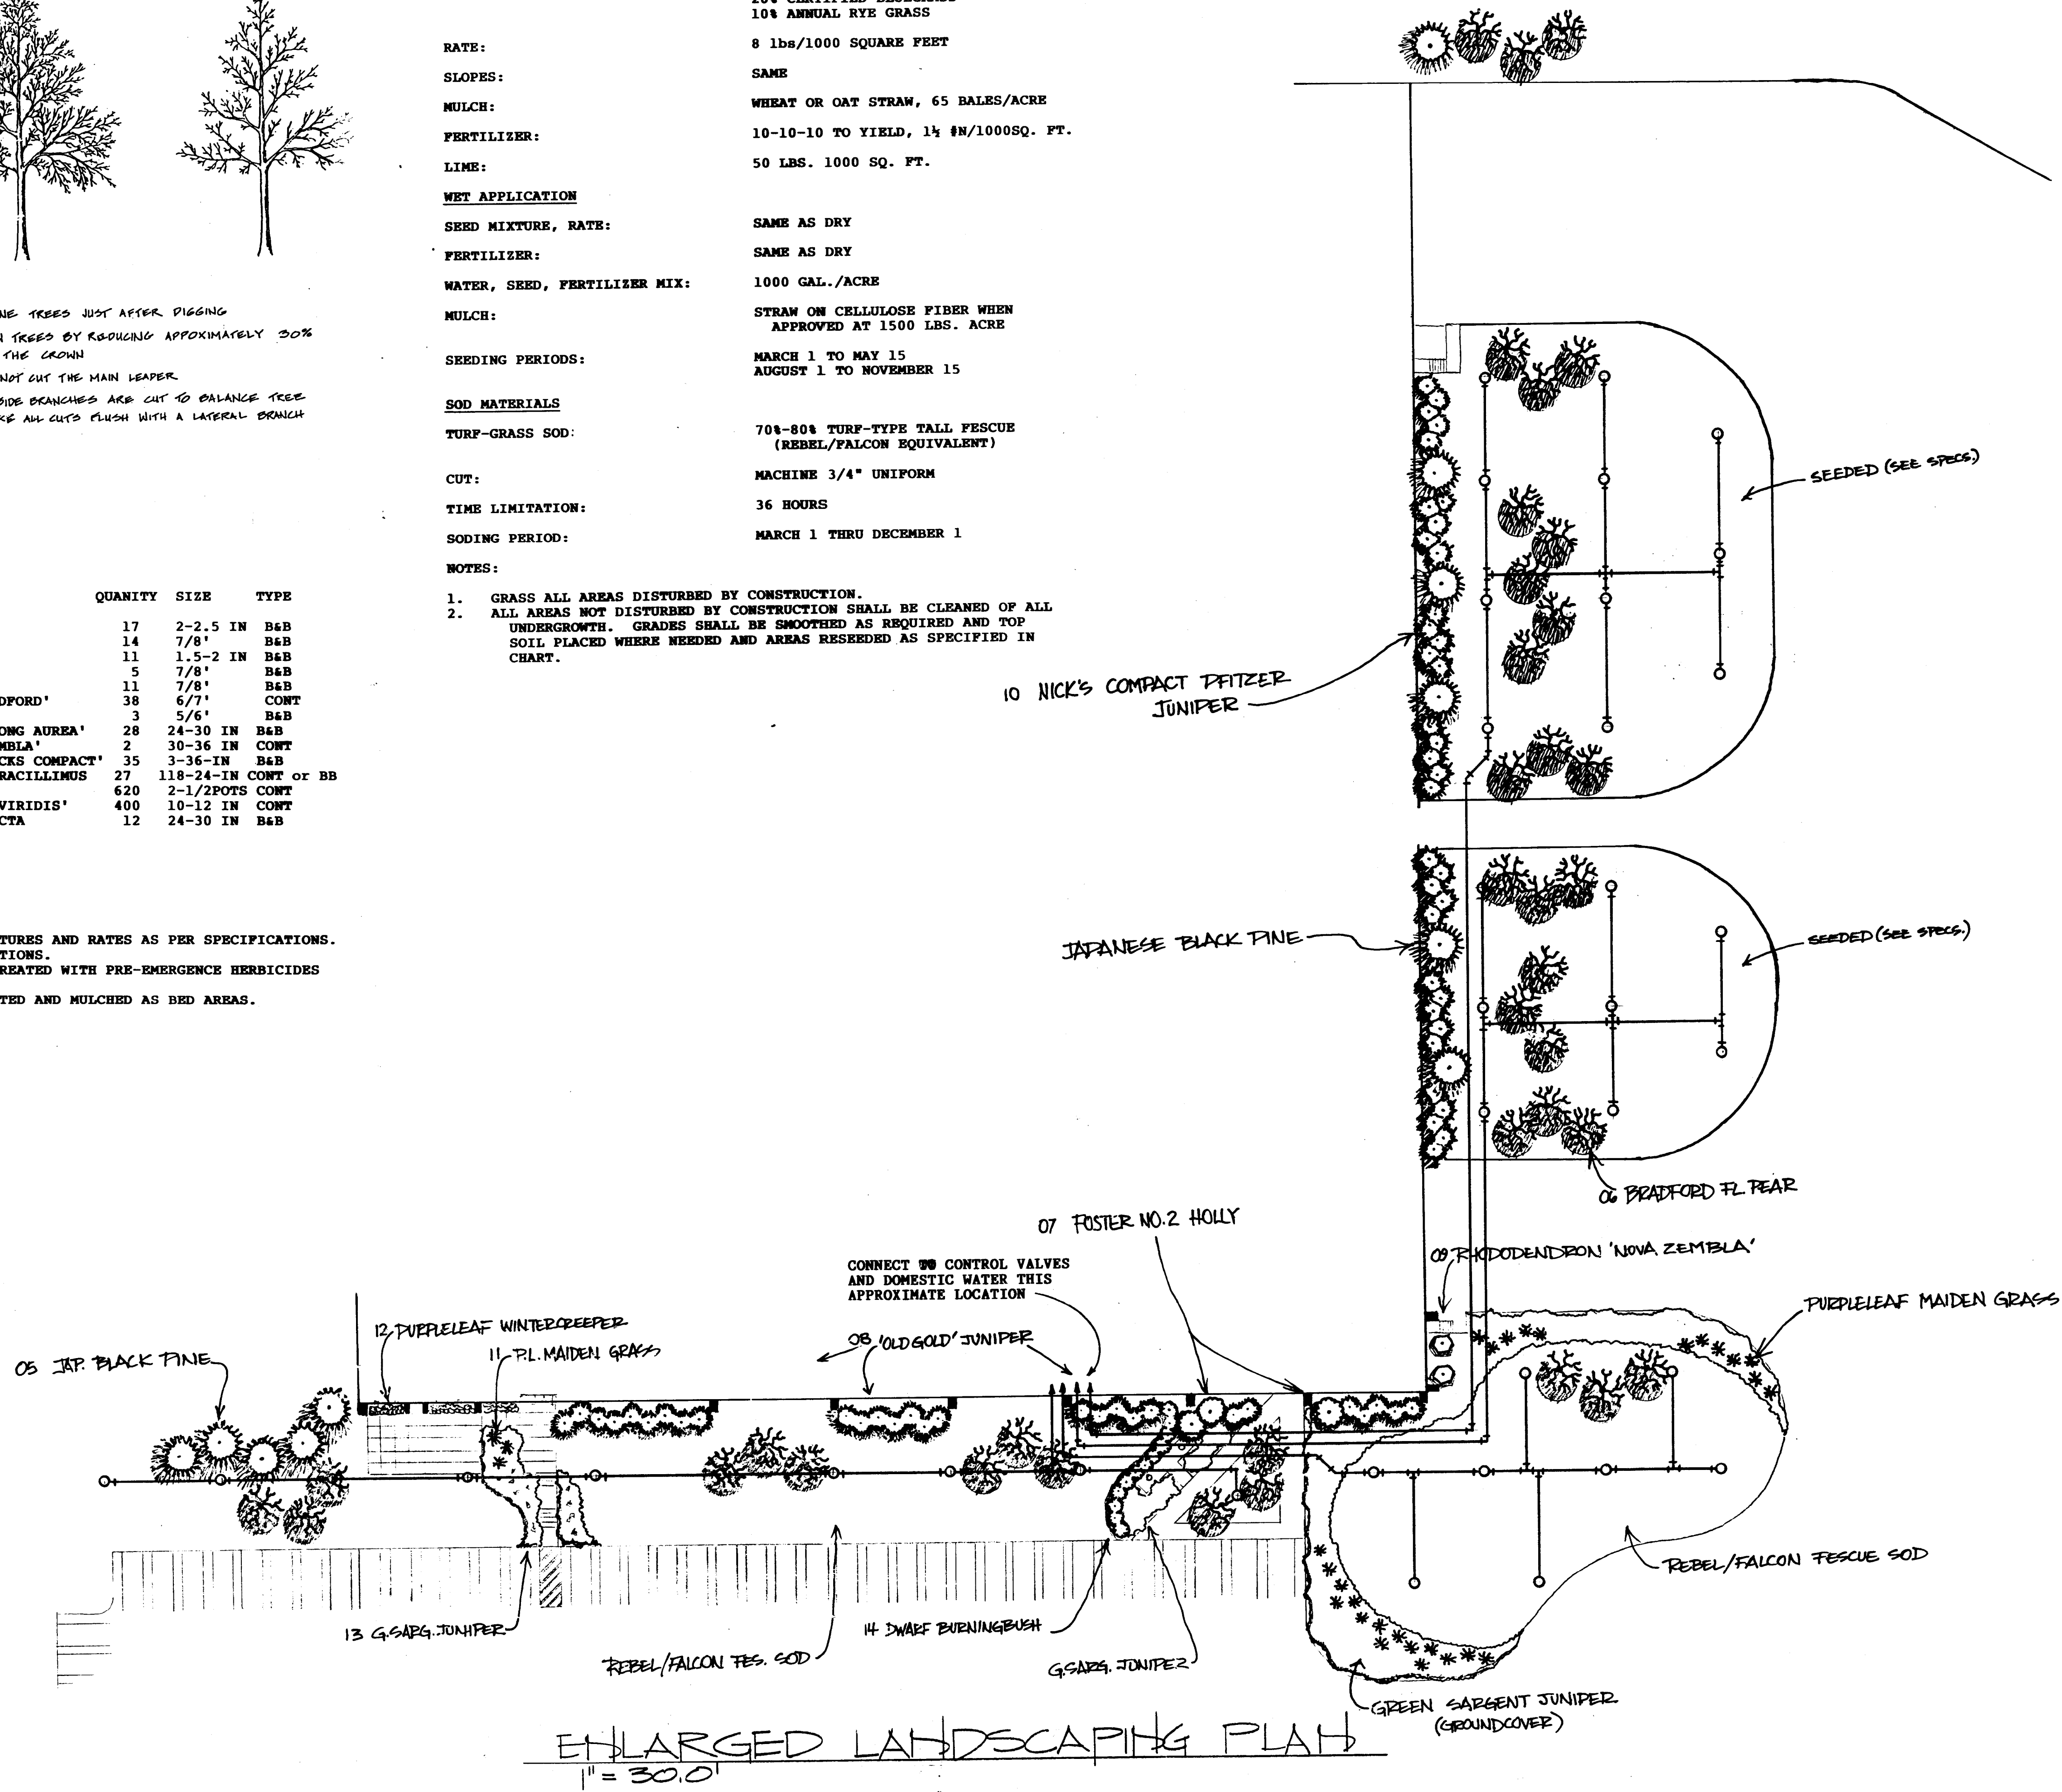 10% ANNUAL RYE GRASS
RATE: 8 lbs/1000 SQUARE FEET
SLOPES: SAME
MULCH: WHEAT OR OAT STRAW, 65 BALES/ACRE
FERTILIZER: 10-10-10 TO YIELD, 1½ #N/1000SQ. FT.
LIME: 50 LBS. 1000 SQ. FT.
WET APPLICATION
SEED MIXTURE, RATE: SAME AS DRY
FERTILIZER: SAME AS DRY
WATER, SEED, FERTILIZER MIX: 1000 GAL./ACRE
MULCH: STRAW ON CELLULOSE FIBER WHEN
APPROVED AT 1500 LBS. ACRE
SEEDING PERIODS: MARCH 1 TO MAY 15
AUGUST 1 TO NOVEMBER 15
SOD MATERIALS
TURF-GRASS SOD: 70%-80% TURF-TYPE TALL FESCUE
(REBEL/FALCON EQUIVALENT)
CUT: MACHINE 3/4" UNIFORM
TIME LIMITATION: 36 HOURS
SODING PERIOD: MARCH 1 THRU DECEMBER 1
NOTES:
1. GRASS ALL AREAS DISTURBED BY CONSTRUCTION.
2. ALL AREAS NOT DISTURBED BY CONSTRUCTION SHALL BE CLEANED OF ALL
UNDERGROWTH. GRADES SHALL BE SMOOTHED AS REQUIRED AND TOP
SOIL PLACED WHERE NEEDED AND AREAS RESEEDED AS SPECIFIED IN
CHART.
NE TREES JUST AFTER DIGGING
N TREES BY REDUCING APPOXIMATELY 30%
THE CROWN
NOT CUT THE MAIN LEADER
SIDE BRANCHES ARE CUT TO BALANCE TREE
KE ALL CUTS FLUSH WITH A LATERAL BRANCH
QUANITY SIZE TYPE
17 2-2.5 IN B&B
14 7/8' B&B
11 1.5-2 IN B&B
5 7/8' B&B
11 7/8' B&B
DFORD' 38 6/7' CONT
3 5/6' B&B
ONG AUREA' 28 24-30 IN B&B
MBLA' 2 30-36 IN CONT
CKS COMPACT' 35 3-36-IN B&B
RACILLIMUS 27 118-24-IN CONT or BB
620 2-1/2POTS CONT
VIRIDIS' 400 10-12 IN CONT
CTA 12 24-30 IN B&B
TURES AND RATES AS PER SPECIFICATIONS.
TIONS.
REATED WITH PRE-EMERGENCE HERBICIDES
TED AND MULCHED AS BED AREAS.
SEEDED (SEE SPECS.)
10 NICK'S COMPACT PFITZER
JUNIPER
JAPANESE BLACK PINE
SEEDED (SEE SPECS.)
06 BRADFORD FL. PEAR
07 FOSTER NO.2 HOLLY
09 RHODODENDRON 'NOVA ZEMBLA'
CONNECT TO CONTROL VALVES
AND DOMESTIC WATER THIS
APPROXIMATE LOCATION
PURPLELEAF MAIDEN GRASS
12 PURPLELEAF WINTERCREEPER
08 'OLD GOLD' JUNIPER
11 P.L. MAIDEN GRASS
05 JAP. BLACK PINE
REBEL/FALCON FESCUE SOD
13 G.SARG. JUNIPER
14 DWARF BURNINGBUSH
REBEL/FALCON FES. SOD
G.SARG. JUNIPER
GREEN SARGENT JUNIPER
(GROUNDCOVER)
ENLARGED LANDSCAPING PLAN
1" = 30.0'